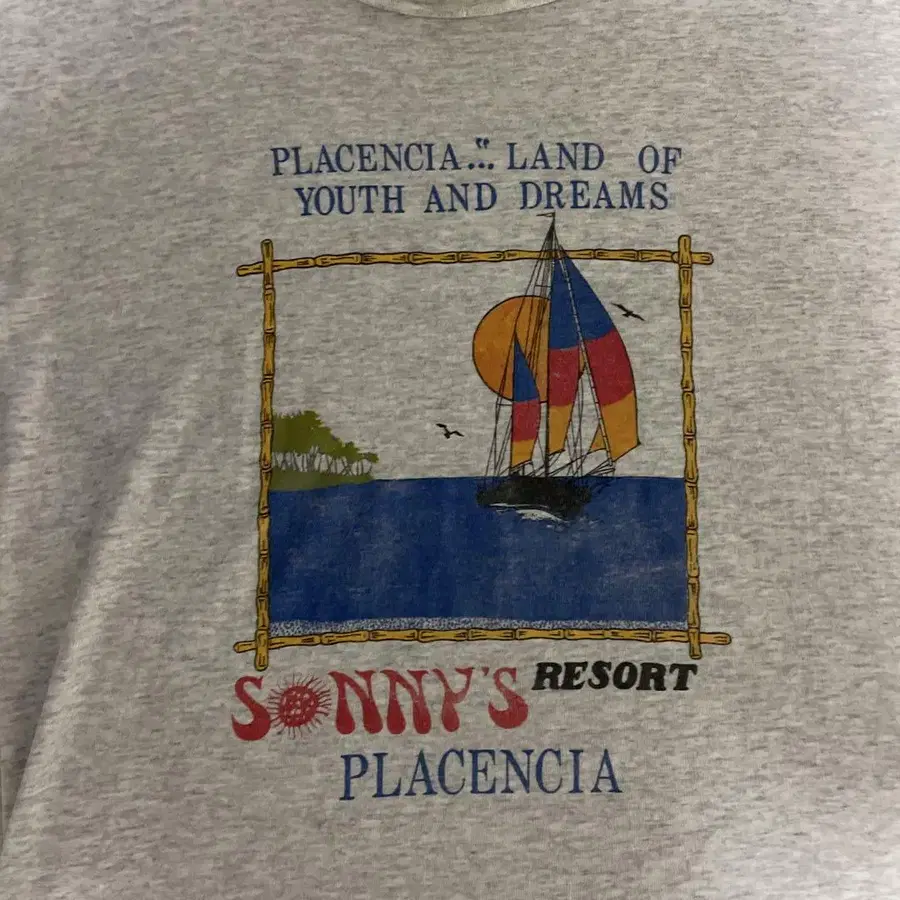 PLACENCIA... LAND OF
YOUTH AND DREAMS
SONNY'S RESORT
PLACENCIA